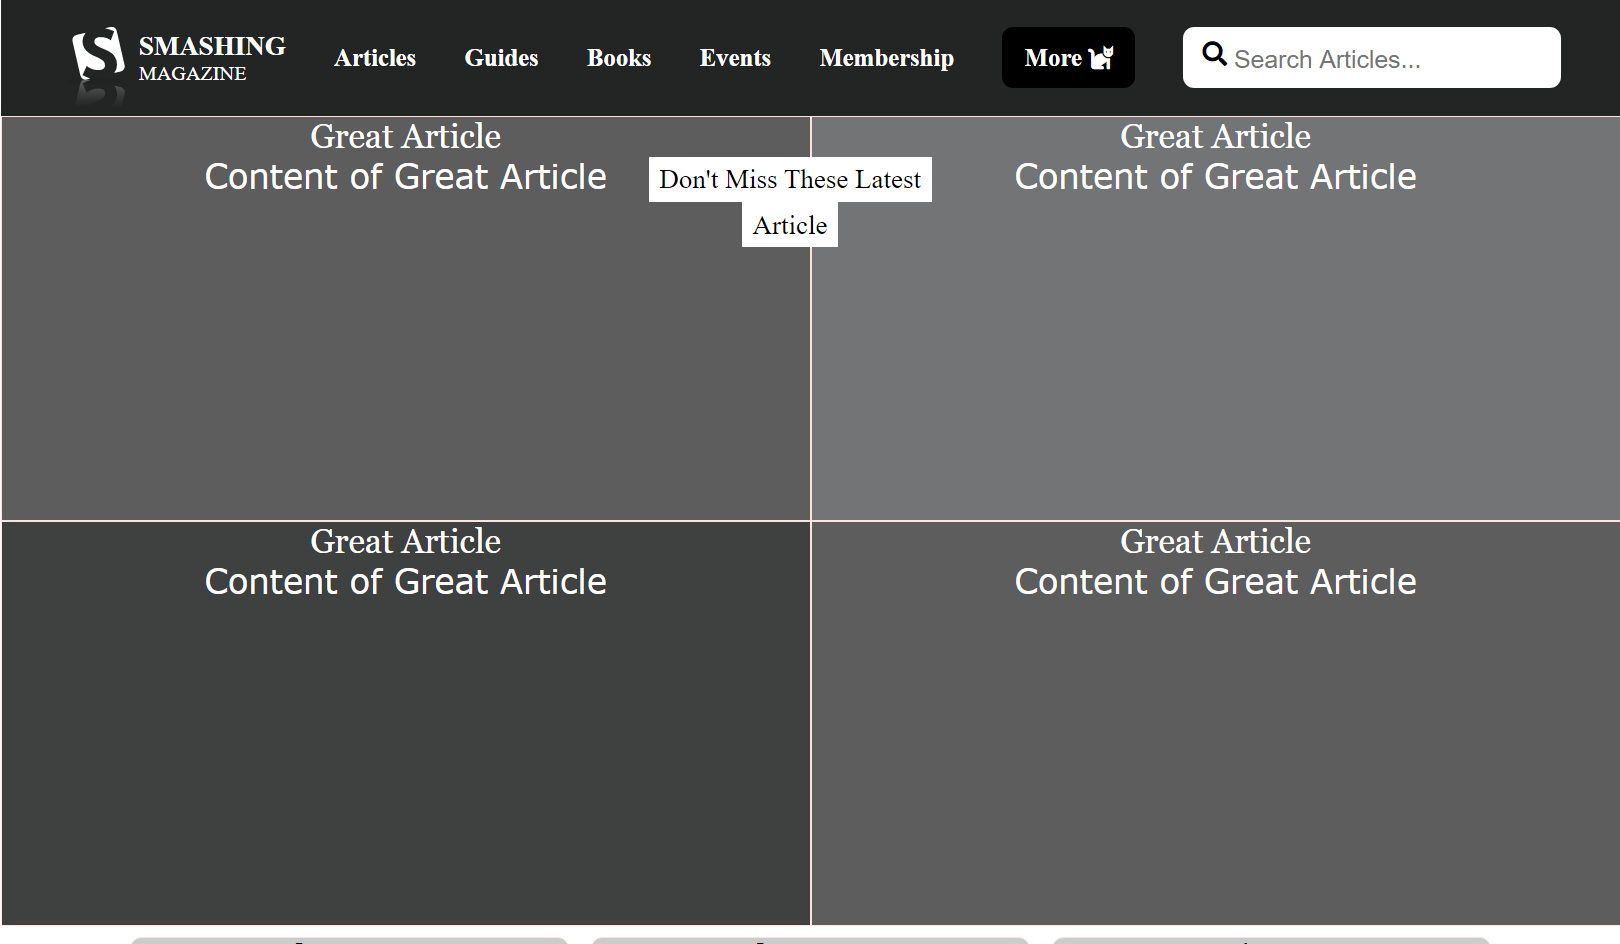 SMASHING
MAGAZINE
Articles Guides Books Events Membership More Search Articles...
Great Article
Content of Great Article
Don't Miss These Latest
Article
Great Article
Content of Great Article
Great Article
Content of Great Article
Great Article
Content of Great Article